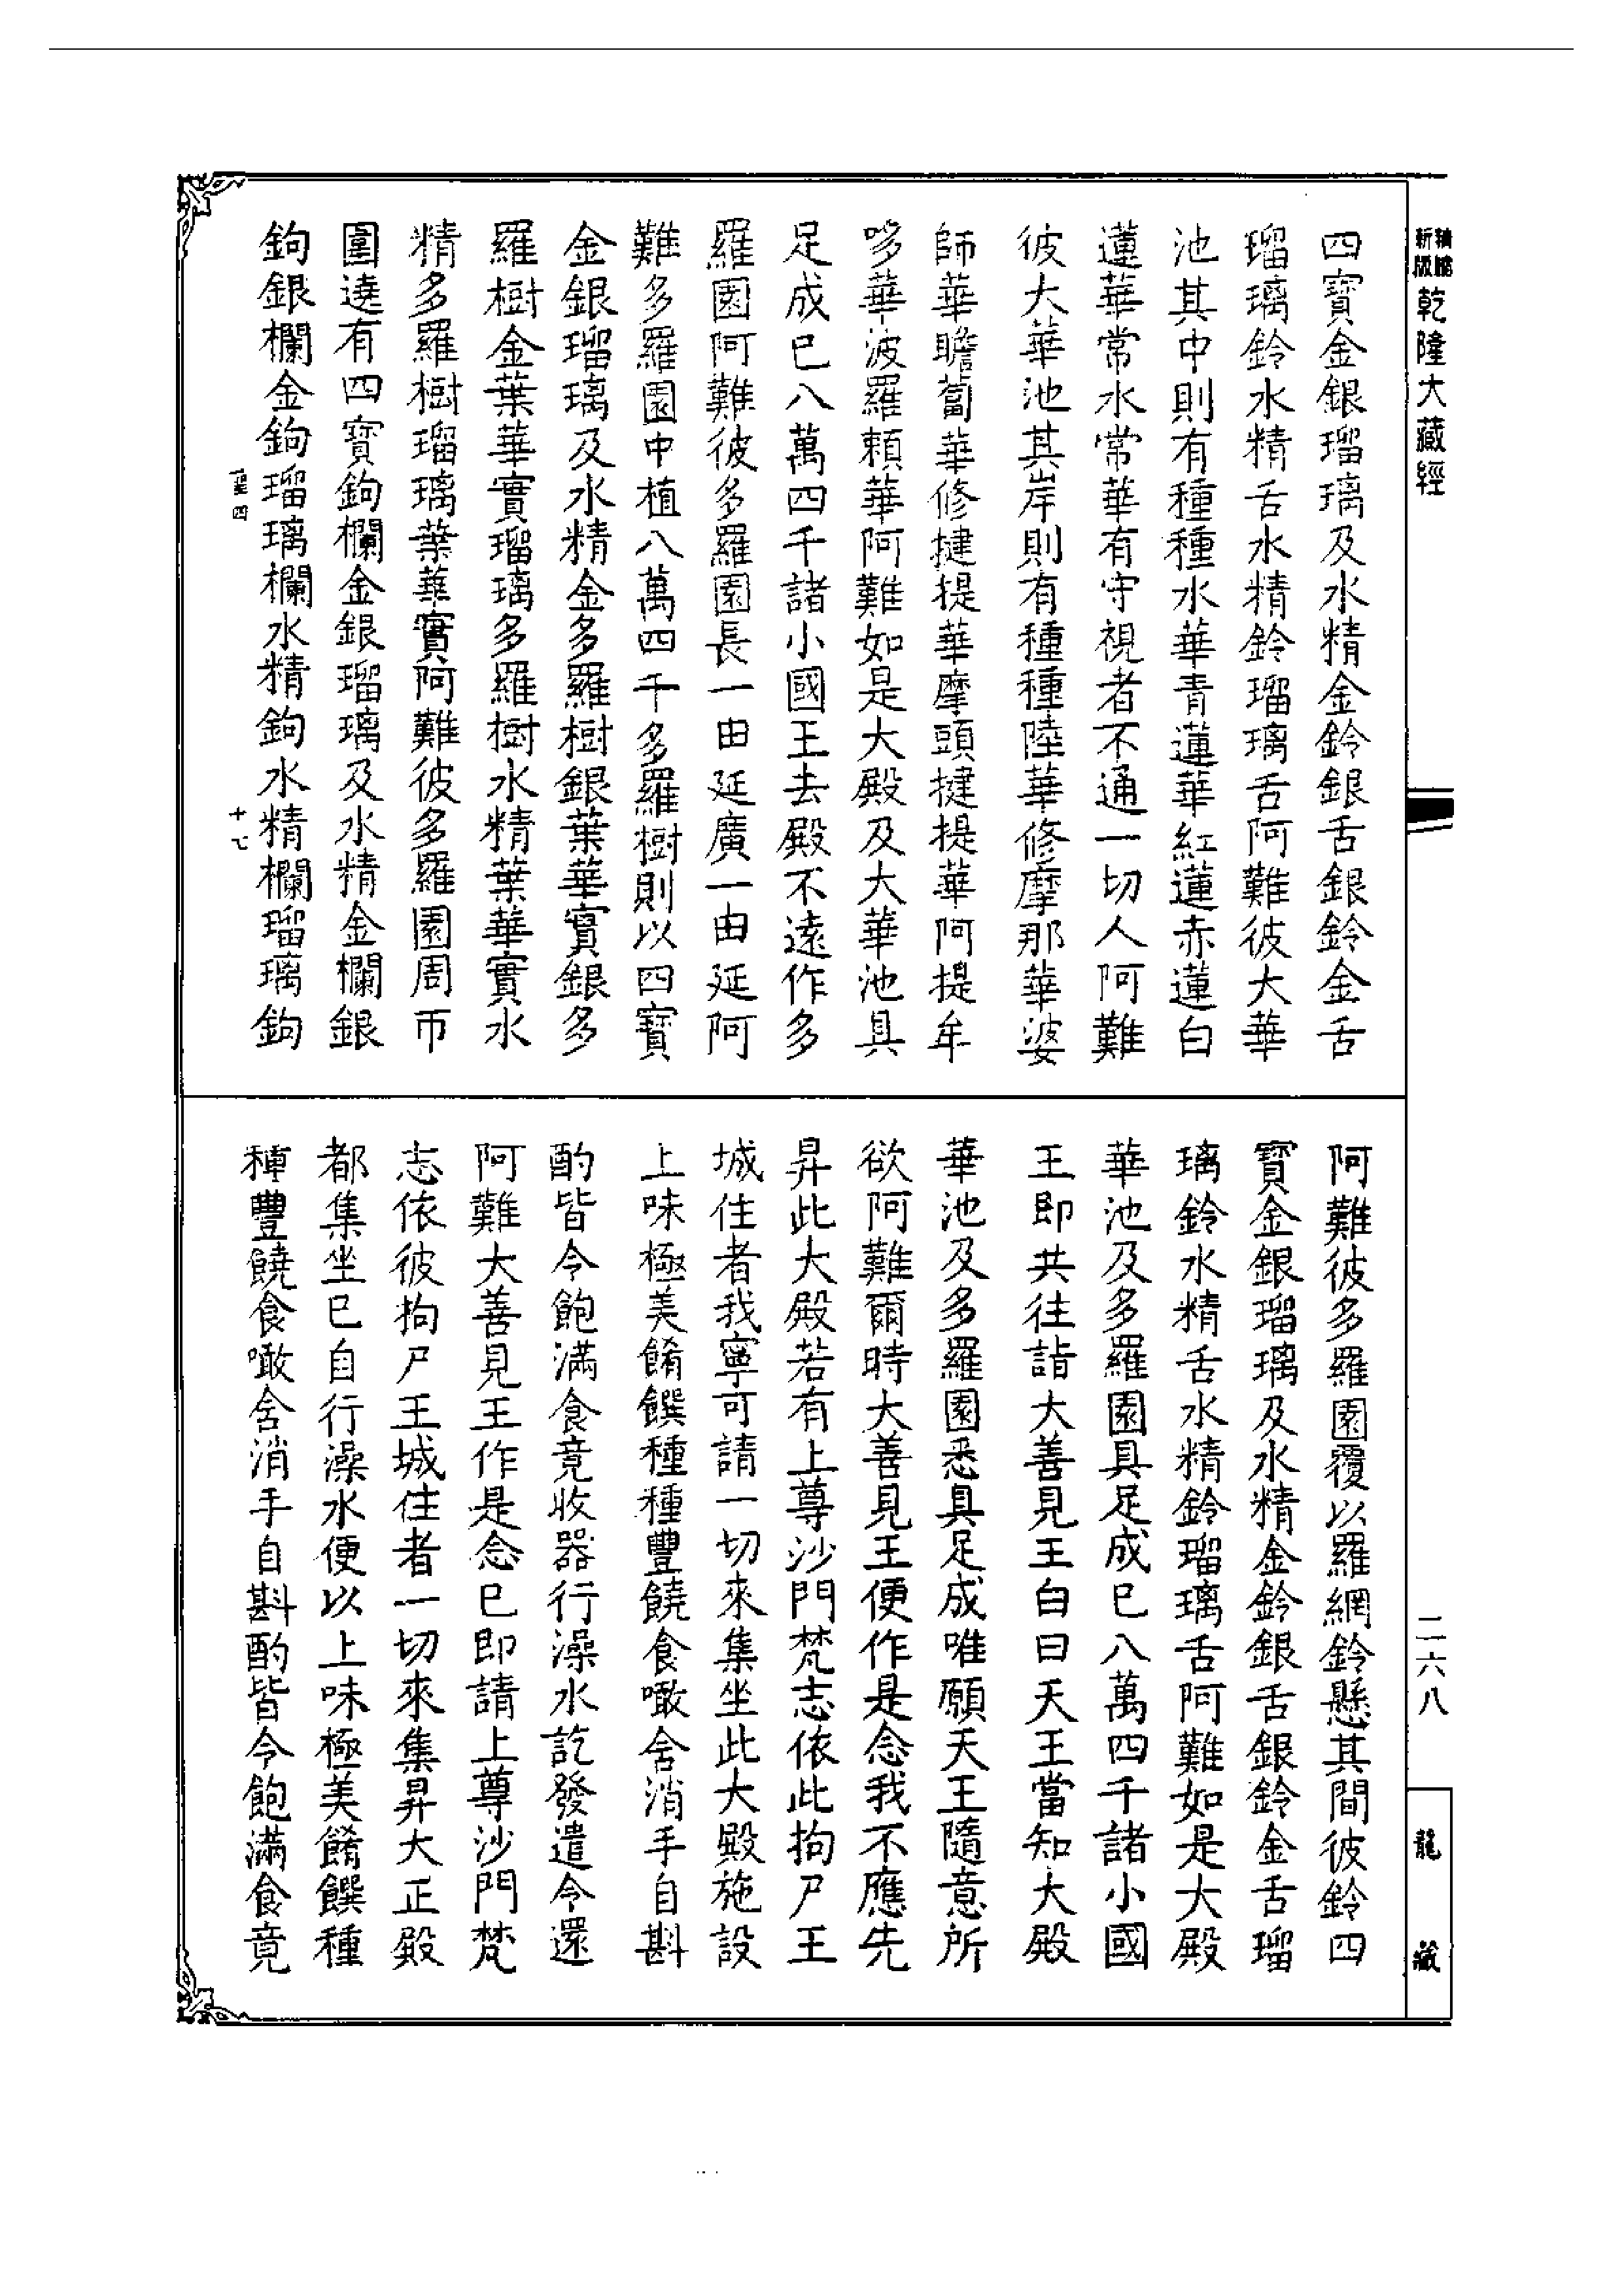 精縮新版乾隆大藏經
四寶金銀瑠璃及水精金鈴銀舌銀鈴金舌
瑠璃鈴水精舌水精鈴瑠璃舌阿難彼大華
池其中則有種種水華青蓮華紅蓮赤蓮白
蓮華常水常華有守視者不通一切人阿難
彼大華池其岸則有種種陸華修摩那華婆
師華瞻蔔華修揵提華摩頭揵提華阿提牟
哆華波羅頼華阿難如是大殿及大華池具
足成已八萬四千諸小國王去殿不遠作多
羅園阿難彼多羅園長一由延廣一由延阿
難多羅園中植八萬四千多羅樹則以四寶
金銀瑠璃及水精金多羅樹銀葉華實銀多
羅樹金葉華實瑠璃多羅樹水精葉華實水
精多羅樹瑠璃葉華實阿難彼多羅園周帀
圍遶有四寶鉤欄金銀瑠璃及水精金欄銀
鉤銀欄金鉤瑠璃欄水精鉤水精欄瑠璃鉤
聖四
十七
阿難彼多羅園覆以羅網鈴懸其間彼鈴四
寶金銀瑠璃及水精金鈴銀舌銀鈴金舌瑠
璃鈴水精舌水精鈴瑠璃舌阿難如是大殿
華池及多羅園具足成已八萬四千諸小國
王即共往詣大善見王白曰天王當知大殿
華池及多羅園悉具足成唯願天王隨意所
欲阿難爾時大善見王便作是念我不應先
昇此大殿若有上尊沙門梵志依此拘尸王
城住者我寧可請一切來集坐此大殿施設
上味極美餚饌種種豐饒食噉含消手自斟
酌皆令飽滿食竟收器行澡水訖發遣令還
阿難大善見王作是念已即請上尊沙門梵
志依彼拘尸王城住者一切來集昇大正殿
都集坐已自行澡水便以上味極美餚饌種
種豐饒食噉含消手自斟酌皆令飽滿食竟
二六八
龍藏